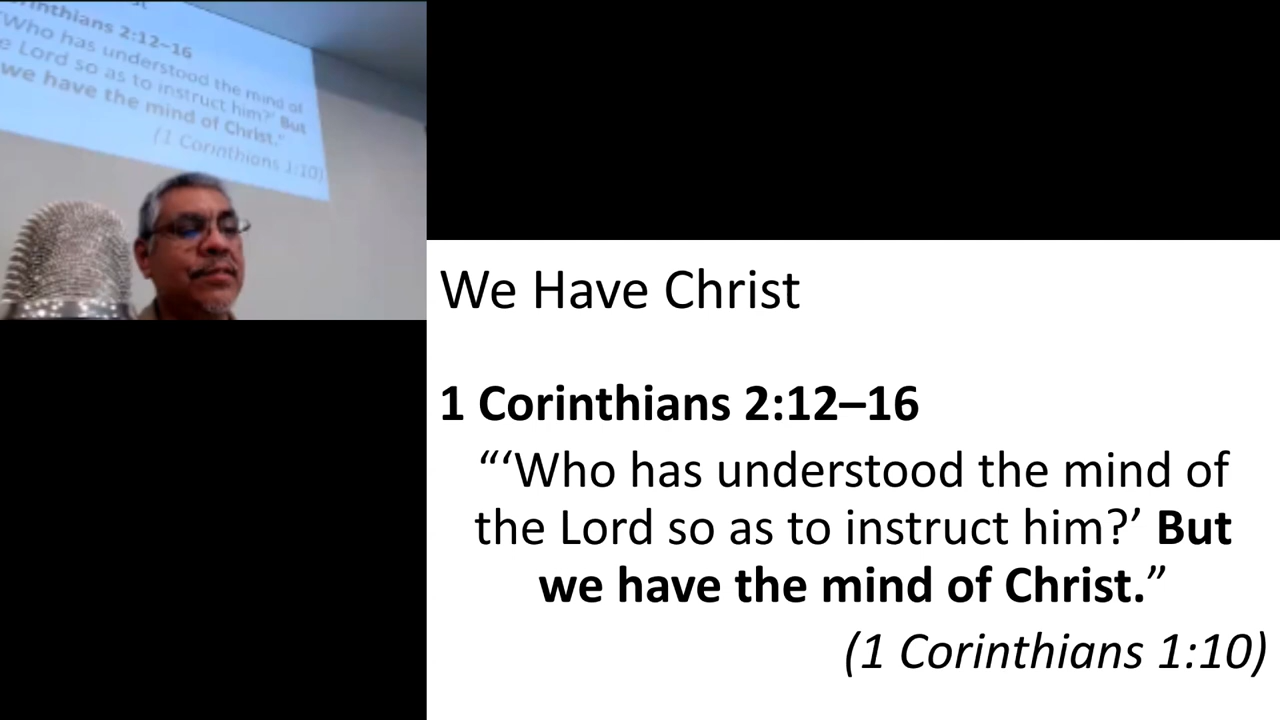 inthians 2:12–16
“‘Who has understood the mind of
e Lord so as to instruct him?’ But
we have the mind of Christ.”
(1 Corinthians 1:10)
We Have Christ
1 Corinthians 2:12–16
“‘Who has understood the mind of
the Lord so as to instruct him?’ But
we have the mind of Christ.”
(1 Corinthians 1:10)